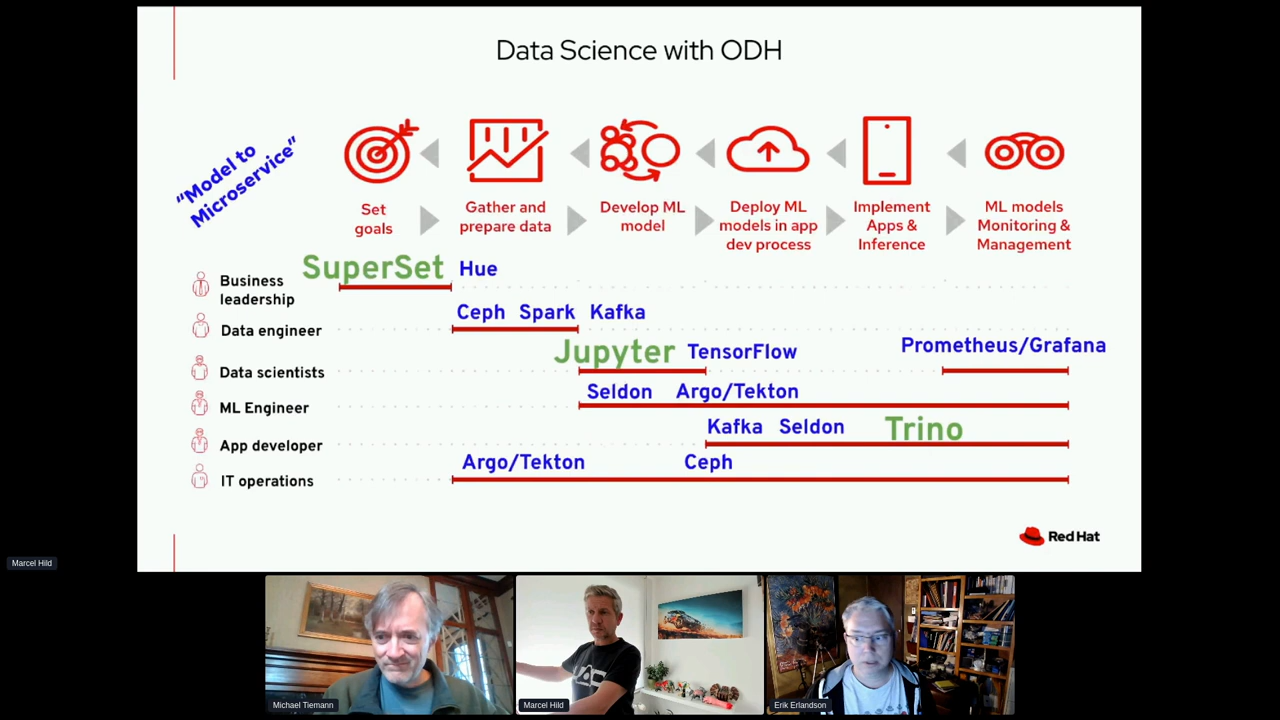 Data Science with ODH
"Model to
Microservice"
Set
goals
Gather and
prepare data
Develop ML
model
Deploy ML
models in app
dev process
Implement
Apps &
Inference
ML models
Monitoring &
Management
Business
leadership
SuperSet Hue
Data engineer
Ceph Spark Kafka
Data scientists
Jupyter TensorFlow Prometheus/Grafana
ML Engineer
Seldon Argo/Tekton
App developer
Kafka Seldon Trino
IT operations
Argo/Tekton Ceph
Red Hat
Marcel Hild
Michael Tiemann
Marcel Hild
Erik Erlandson